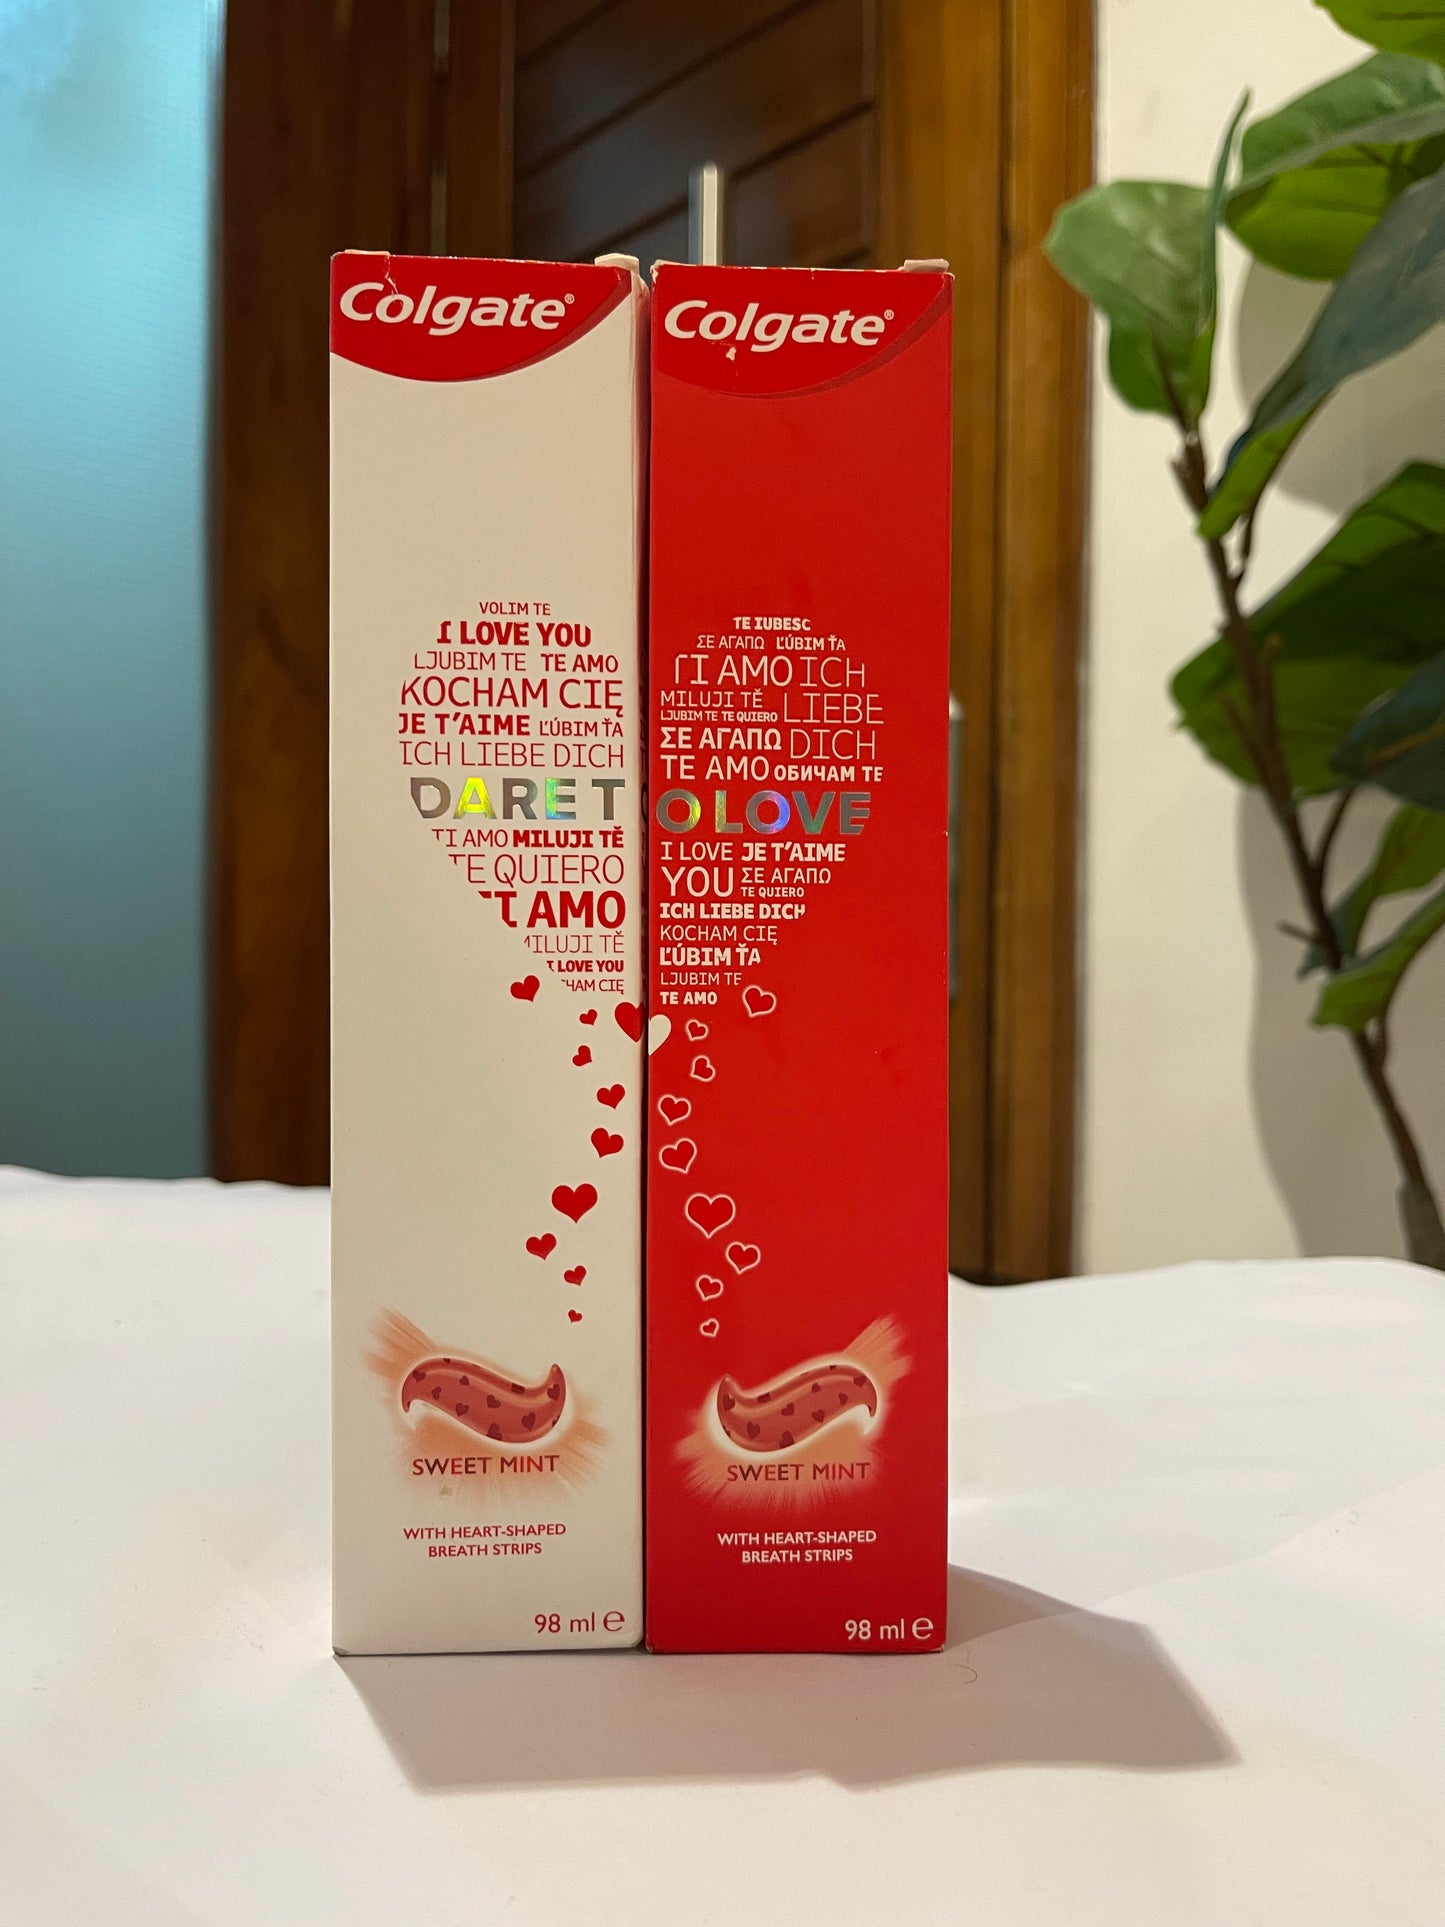 Colgate®
VOLIM TE
I LOVE YOU
LJUBIM TE TE AMO
KOCHAM CIĘ
JE T'AIME ĽÚBIM ŤA
ICH LIEBE DICH
DARE T
TI AMO MILUJI TĚ
TE QUIERO
TI AMO
MILUJI TĚ
I LOVE YOU
CHAM CIĘ
SWEET MINT
WITH HEART-SHAPED
BREATH STRIPS
98 ml ℮
Colgate®
TE IUBESC
ΣΕ ΑΓΑΠΩ ĽÚBIM ŤA
TI AMO ICH
MILUJI TĚ LIEBE
LJUBIM TE TE QUIERO
ΣΕ ΑΓΑΠΩ DICH
TE AMO ОБИЧАМ ТЕ
O LOVE
I LOVE JE T'AIME
YOU ΣΕ ΑΓΑΠΩ
TE QUIERO
ICH LIEBE DICH
KOCHAM CIĘ
ĽÚBIM ŤA
LJUBIM TE
TE AMO
SWEET MINT
WITH HEART-SHAPED
BREATH STRIPS
98 ml ℮